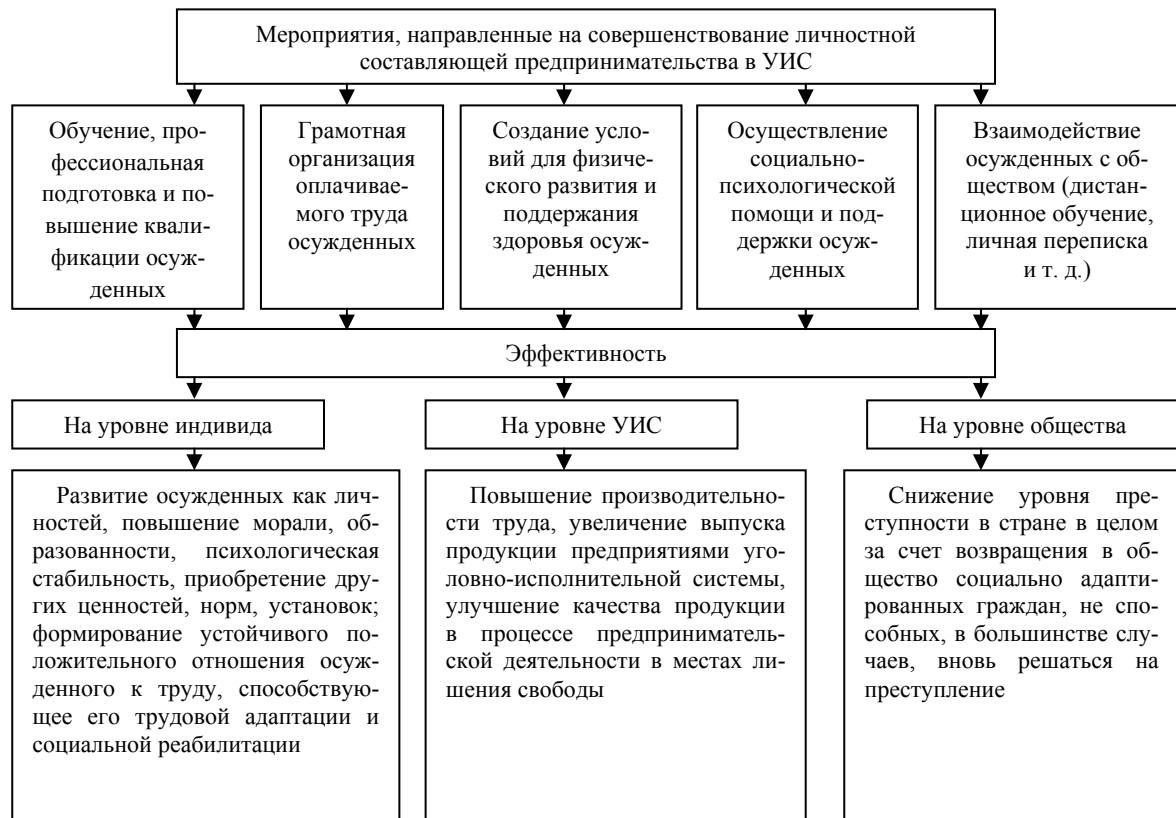 Мероприятия, направленные на совершенствование личностной
составляющей предпринимательства в УИС
Обучение, про-
фессиональная
подготовка и по-
вышение квали-
фикации осуж-
денных
Грамотная
организация
оплачивае-
мого труда
осужденных
Создание усло-
вий для физиче-
ского развития и
поддержания
здоровья осуж-
денных
Осуществление
социально-
психологической
помощи и под-
держки осуж-
денных
Взаимодействие
осужденных с об-
ществом (дистан-
ционное обучение,
личная переписка
и т. д.)
Эффективность
На уровне индивида
На уровне УИС
На уровне общества
Развитие осужденных как лич-
ностей, повышение морали, об-
разованности, психологическая
стабильность, приобретение дру-
гих ценностей, норм, установок;
формирование устойчивого по-
ложительного отношения осуж-
денного к труду, способствую-
щее его трудовой адаптации и
социальной реабилитации
Повышение производительно-
сти труда, увеличение выпуска
продукции предприятиями уго-
ловно-исполнительной системы,
улучшение качества продукции
в процессе предприниматель-
ской деятельности в местах ли-
шения свободы
Снижение уровня пре-
ступности в стране в целом
за счет возвращения в об-
щество социально адапти-
рованных граждан, не спо-
собных, в большинстве слу-
чаев, вновь решаться на
преступление